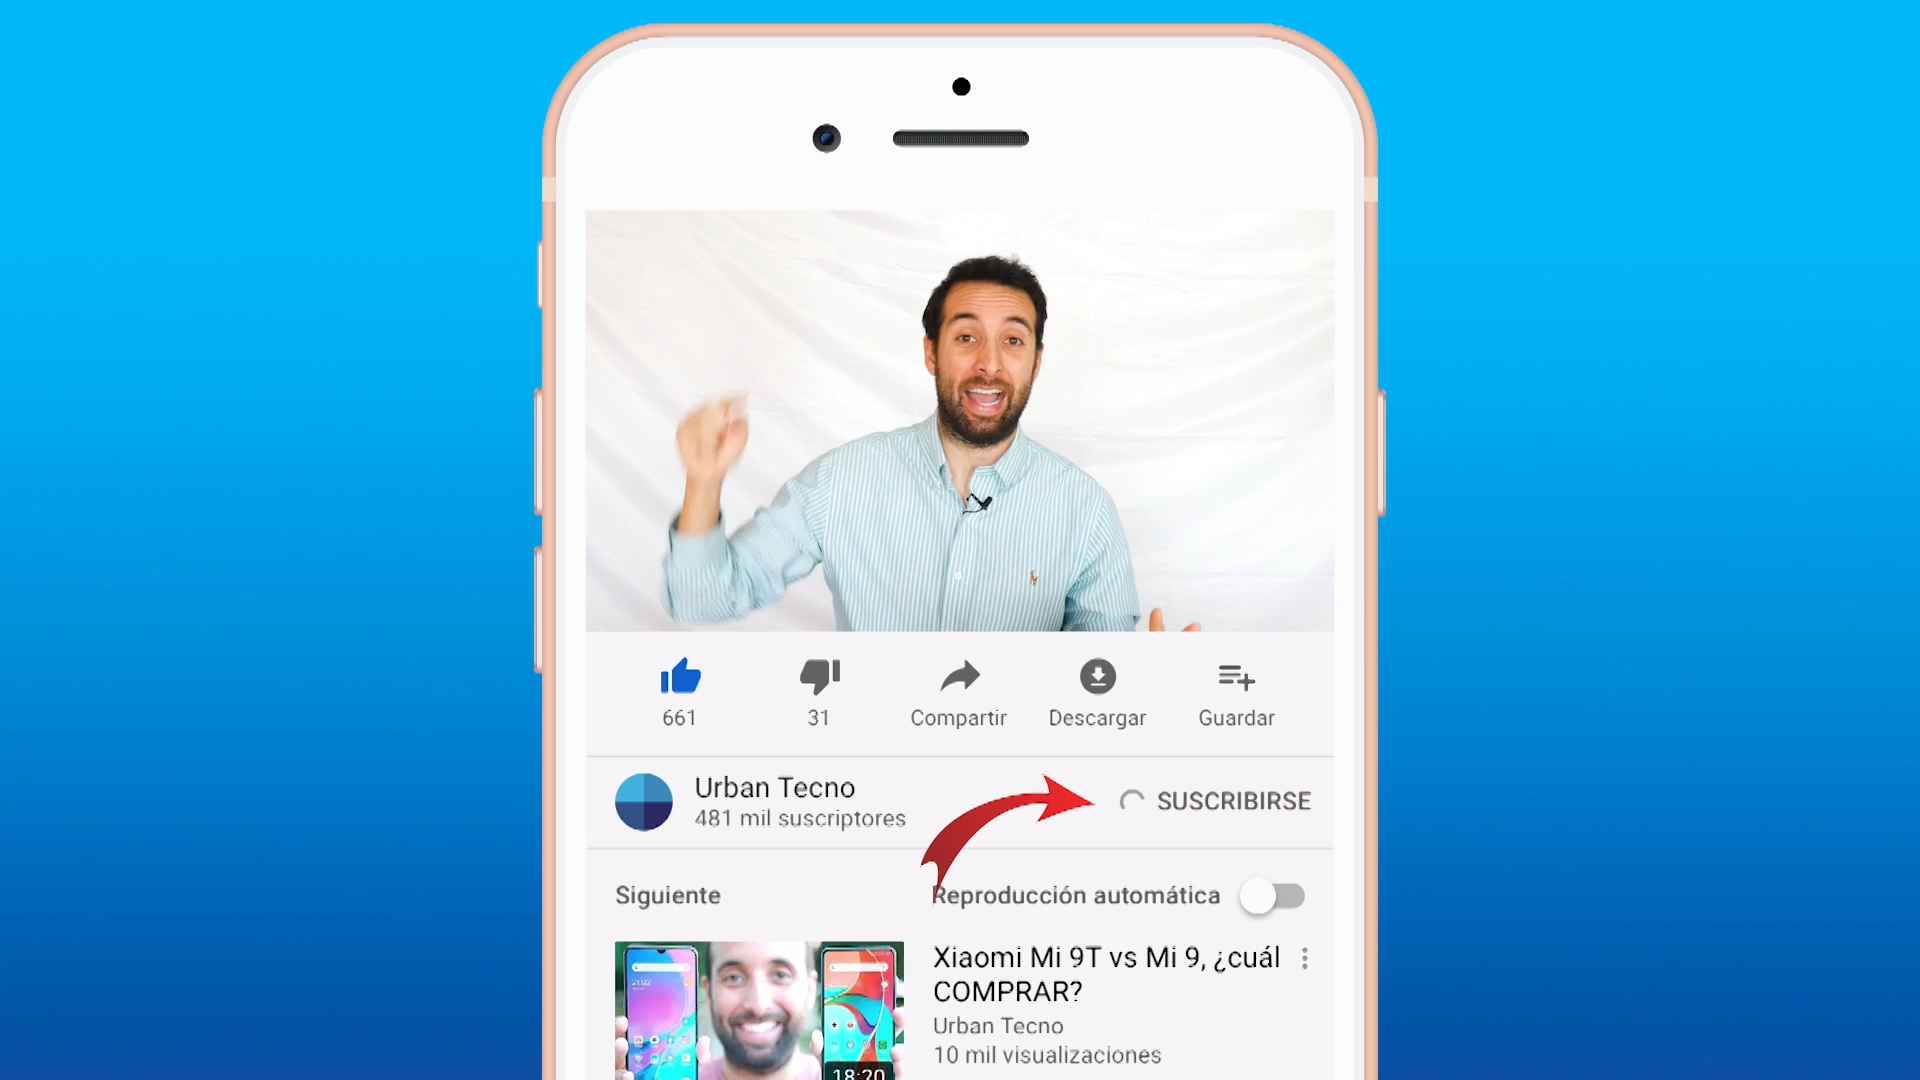 661
31
Compartir
Descargar
Guardar
Urban Tecno
481 mil suscriptores
SUSCRIBIRSE
Siguiente
Reproducción automática
Xiaomi Mi 9T vs Mi 9, ¿cuál
COMPRAR?
Urban Tecno
10 mil visualizaciones
18:20